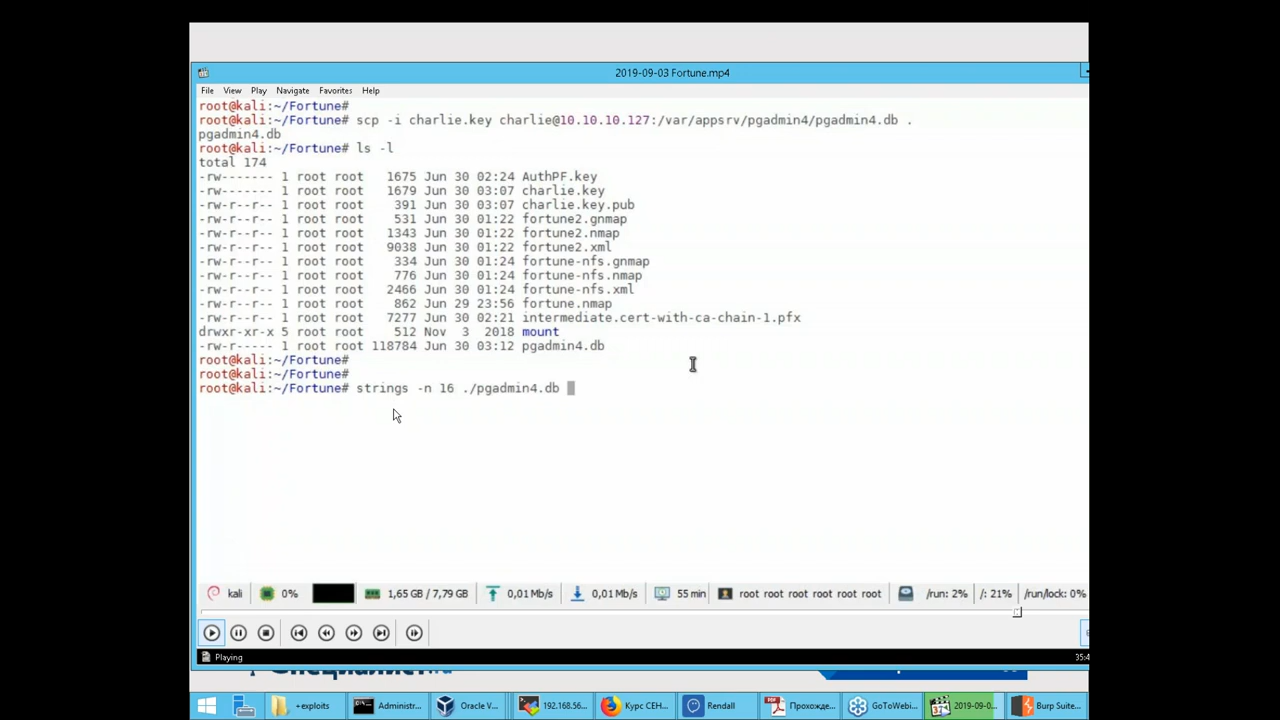 2019-09-03 Fortune.mp4
File View Play Navigate Favorites Help
root@kali:~/Fortune#
root@kali:~/Fortune# scp -i charlie.key charlie@10.10.10.127:/var/appsrv/pgadmin4/pgadmin4.db .
pgadmin4.db
root@kali:~/Fortune# ls -l
total 174
-rw------- 1 root root 1675 Jun 30 02:24 AuthPF.key
-rw------- 1 root root 1679 Jun 30 03:07 charlie.key
-rw-r--r-- 1 root root 391 Jun 30 03:07 charlie.key.pub
-rw-r--r-- 1 root root 531 Jun 30 01:22 fortune2.gnmap
-rw-r--r-- 1 root root 1343 Jun 30 01:22 fortune2.nmap
-rw-r--r-- 1 root root 9038 Jun 30 01:22 fortune2.xml
-rw-r--r-- 1 root root 334 Jun 30 01:24 fortune-nfs.gnmap
-rw-r--r-- 1 root root 776 Jun 30 01:24 fortune-nfs.nmap
-rw-r--r-- 1 root root 2466 Jun 30 01:24 fortune-nfs.xml
-rw-r--r-- 1 root root 862 Jun 29 23:56 fortune.nmap
-rw-r--r-- 1 root root 7277 Jun 30 02:21 intermediate.cert-with-ca-chain-1.pfx
drwxr-xr-x 5 root root 512 Nov 3 2018 mount
-rw-r----- 1 root root 118784 Jun 30 03:12 pgadmin4.db
root@kali:~/Fortune#
root@kali:~/Fortune#
root@kali:~/Fortune# strings -n 16 ./pgadmin4.db
kali 0% 1,65 GB / 7,79 GB 0,01 Mb/s 0,01 Mb/s 55 min root root root root root root /run: 2% /: 21% /run/lock: 0%
Playing 35:4
+exploits Administr... Oracle V... 192.168.56... Курс CEH... Rendall Прохожде... GoToWebi... 2019-09-0... Burp Suite...